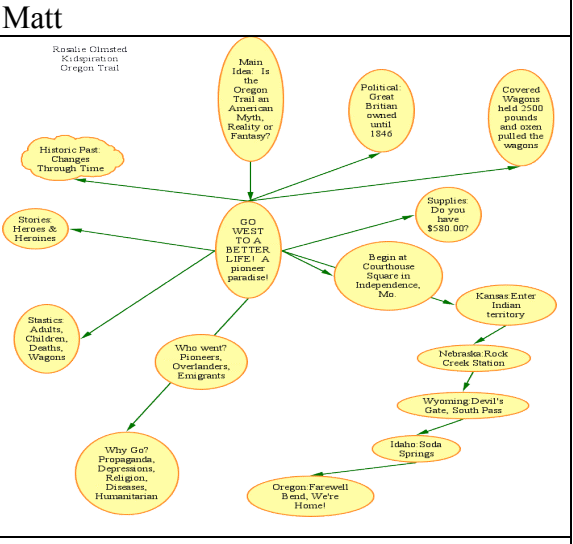 Matt
Rosalie Olmsted
Kidspiration
Oregon Trail
Main
Idea: Is
the
Oregon
Trail an
American
Myth,
Reality or
Fantasy?
Political:
Great
Britian
owned
until
1846
Covered
Wagons
held 2500
pounds
and oxen
pulled the
wagons
Historic Past:
Changes
Through Time
Stories:
Heroes &
Heroines
GO
WEST
TO A
BETTER
LIFE! A
pioneer
paradise!
Supplies:
Do you
have
$580.00?
Begin at
Courthouse
Square in
Independence,
Mo.
Kansas:Enter
Indian
territory
Stastics:
Adults,
Children,
Deaths,
Wagons
Who went?
Pioneers,
Overlanders,
Emigrants
Nebraska:Rock
Creek Station
Wyoming:Devil's
Gate, South Pass
Why Go?
Propaganda,
Depressions,
Religion,
Diseases,
Humanitarian
Idaho:Soda
Springs
Oregon:Farewell
Bend, We're
Home!